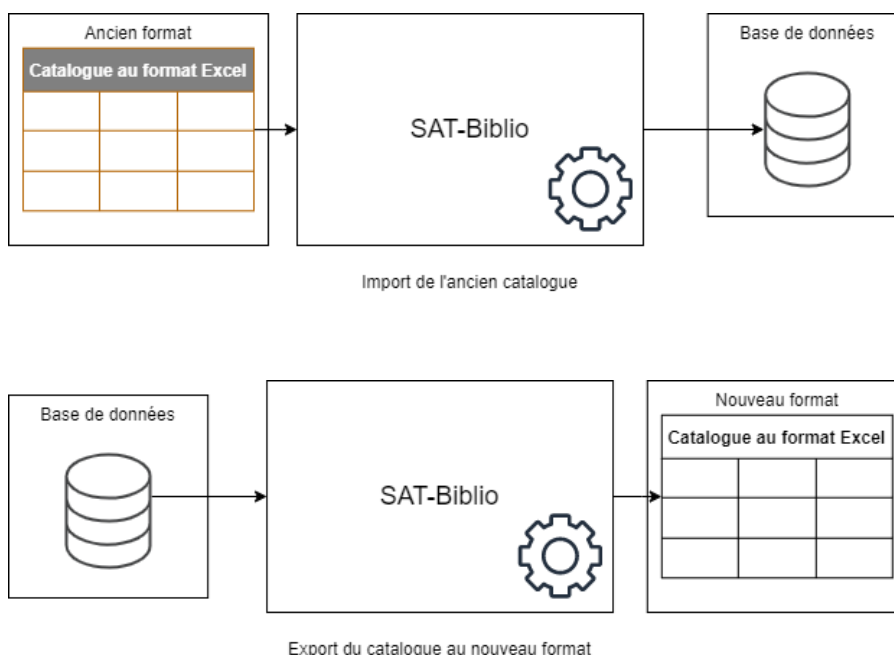 Ancien format
Catalogue au format Excel
SAT-Biblio
Base de données
Import de l'ancien catalogue
Base de données
SAT-Biblio
Nouveau format
Catalogue au format Excel
Export du catalogue au nouveau format